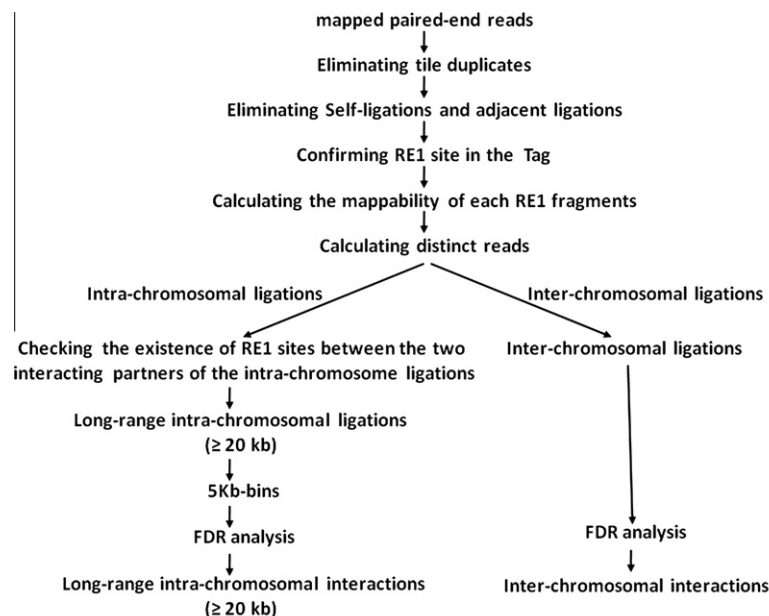 mapped paired-end reads
Eliminating tile duplicates
Eliminating Self-ligations and adjacent ligations
Confirming RE1 site in the Tag
Calculating the mappability of each RE1 fragments
Calculating distinct reads
Intra-chromosomal ligations
Inter-chromosomal ligations
Checking the existence of RE1 sites between the two
interacting partners of the intra-chromosome ligations
Inter-chromosomal ligations
Long-range intra-chromosomal ligations
(≥ 20 kb)
5Kb-bins
FDR analysis
FDR analysis
Long-range intra-chromosomal interactions
(≥ 20 kb)
Inter-chromosomal interactions